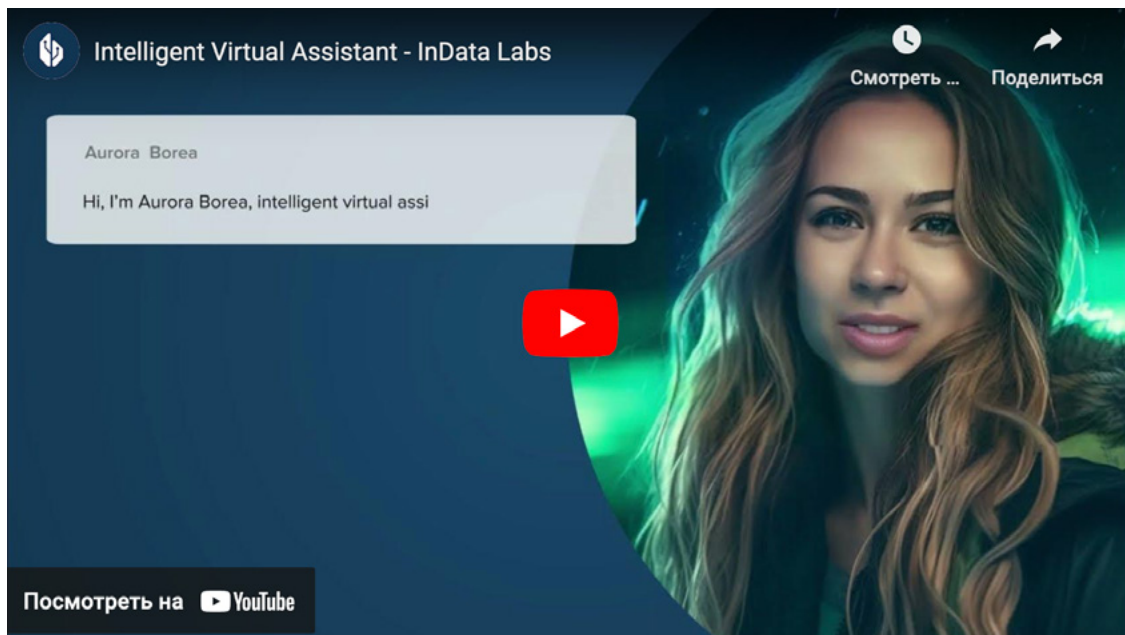 Intelligent Virtual Assistant - InData Labs
Смотреть ...
Поделиться
Aurora Borea
Hi, I'm Aurora Borea, intelligent virtual assi
Посмотреть на YouTube